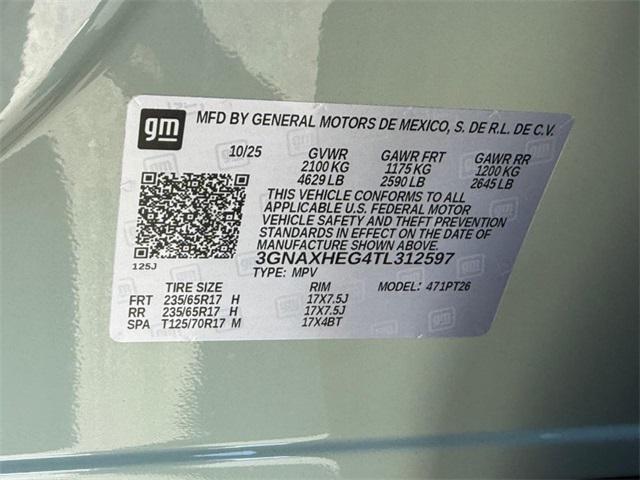 gm MFD BY GENERAL MOTORS DE MEXICO, S. DE R.L. DE C.V.
10/25 GVWR GAWR FRT GAWR RR
2100 KG 1175 KG 1200 KG
4629 LB 2590 LB 2645 LB
THIS VEHICLE CONFORMS TO ALL
APPLICABLE U.S. FEDERAL MOTOR
VEHICLE SAFETY AND THEFT PREVENTION
STANDARDS IN EFFECT ON THE DATE OF
MANUFACTURE SHOWN ABOVE.
125J 3GNAXHEG4TL312597
TYPE: MPV MODEL: 471PT26
TIRE SIZE RIM
FRT 235/65R17 H 17X7.5J
RR 235/65R17 H 17X7.5J
SPA T125/70R17 M 17X4BT